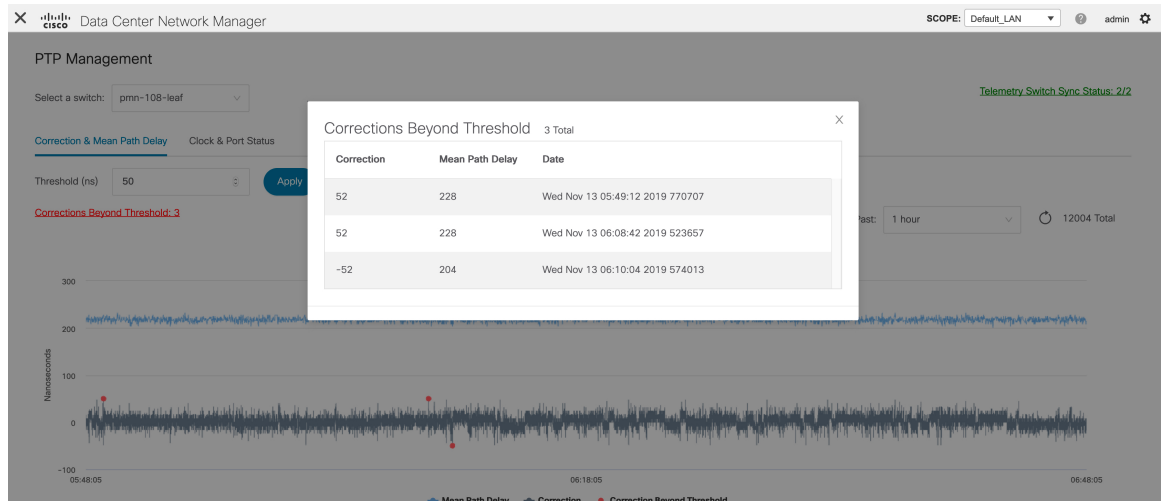 cisco Data Center Network Manager
SCOPE: Default_LAN
admin
PTP Management
Select a switch: pmn-108-leaf
Telemetry Switch Sync Status: 2/2
Correction & Mean Path Delay Clock & Port Status
Threshold (ns) 50 Apply
Corrections Beyond Threshold: 3
Past: 1 hour 12004 Total
Corrections Beyond Threshold 3 Total
Correction Mean Path Delay Date
52 228 Wed Nov 13 05:49:12 2019 770707
52 228 Wed Nov 13 06:08:42 2019 523657
-52 204 Wed Nov 13 06:10:04 2019 574013
300
200
100
0
-100
Nanoseconds
05:48:05 06:18:05 06:48:05
Mean Path Delay Correction Correction Beyond Threshold